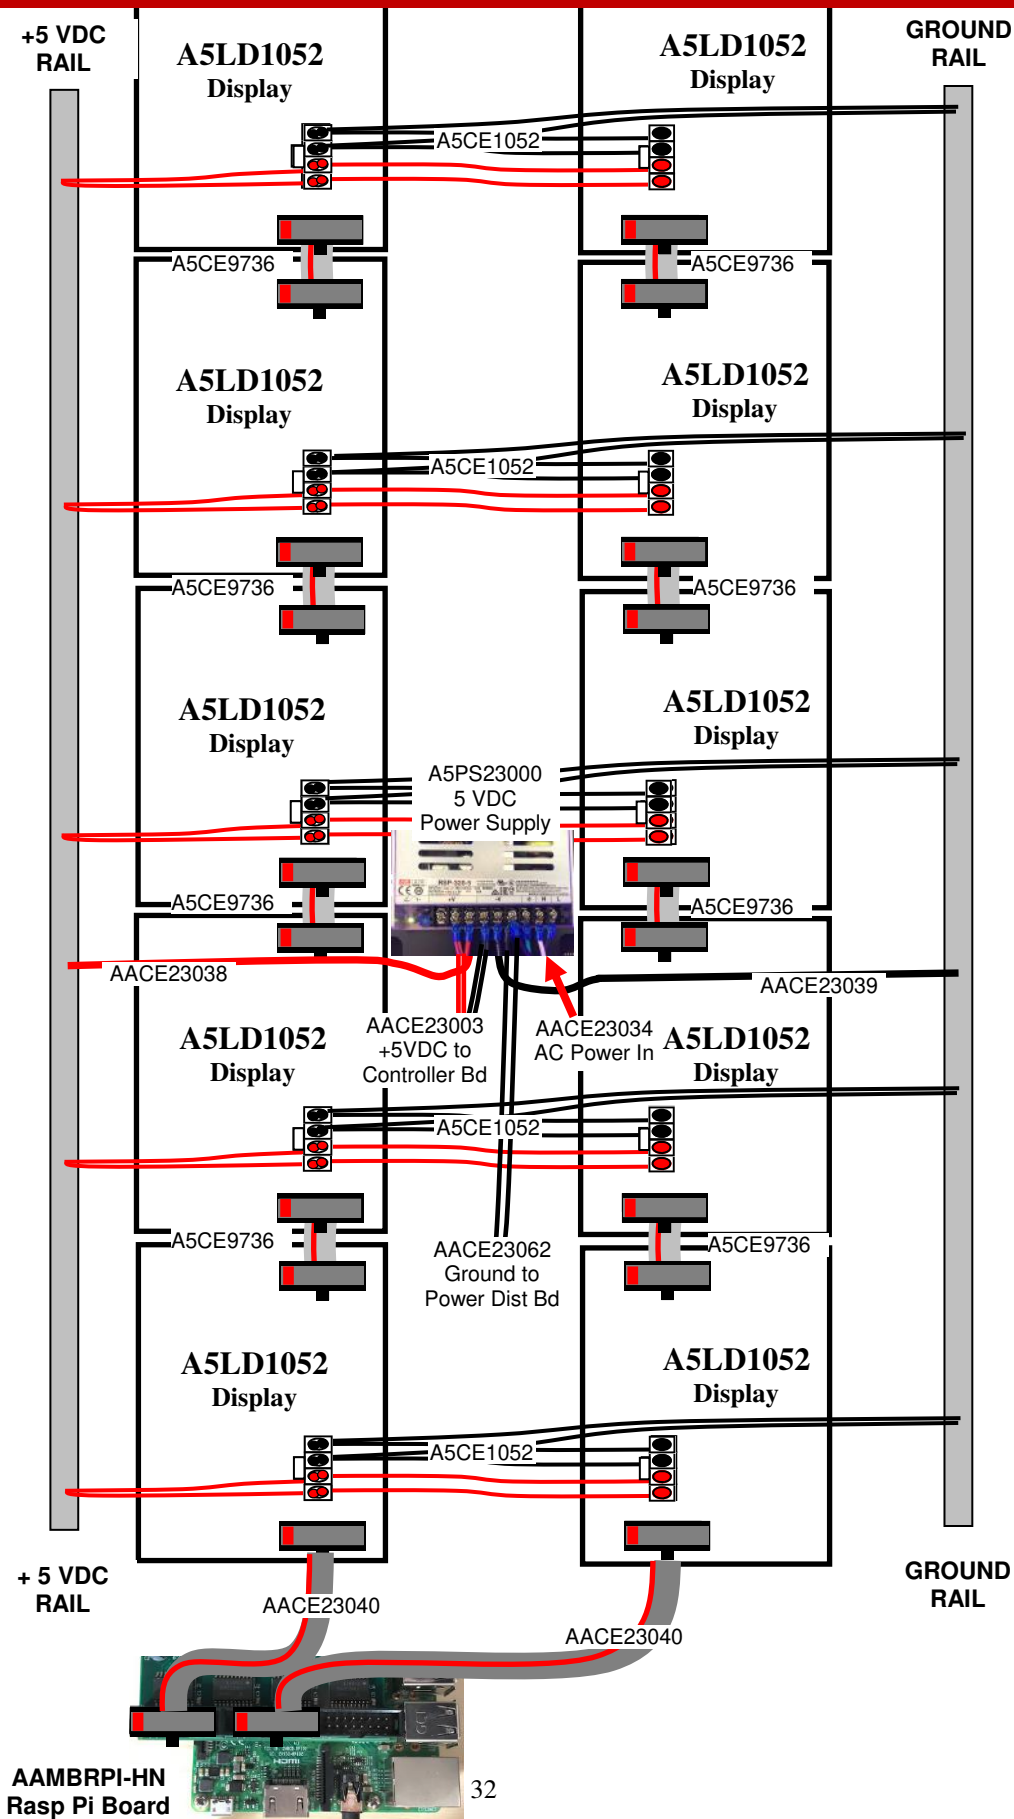 +5 VDC
RAIL
A5LD1052
Display
A5LD1052
Display
GROUND
RAIL
A5CE1052
A5CE9736
A5CE9736
A5LD1052
Display
A5LD1052
Display
A5CE1052
A5CE9736
A5CE9736
A5LD1052
Display
A5LD1052
Display
A5PS23000
5 VDC
Power Supply
A5CE9736
A5CE9736
AACE23038
AACE23039
AACE23003
+5VDC to
Controller Bd
AACE23034
AC Power In
A5LD1052
Display
A5LD1052
Display
A5CE1052
A5CE9736
A5CE9736
AACE23062
Ground to
Power Dist Bd
A5LD1052
Display
A5LD1052
Display
A5CE1052
+ 5 VDC
RAIL
GROUND
RAIL
AACE23040
AACE23040
HDMI
AAMBRPI-HN
Rasp Pi Board
32